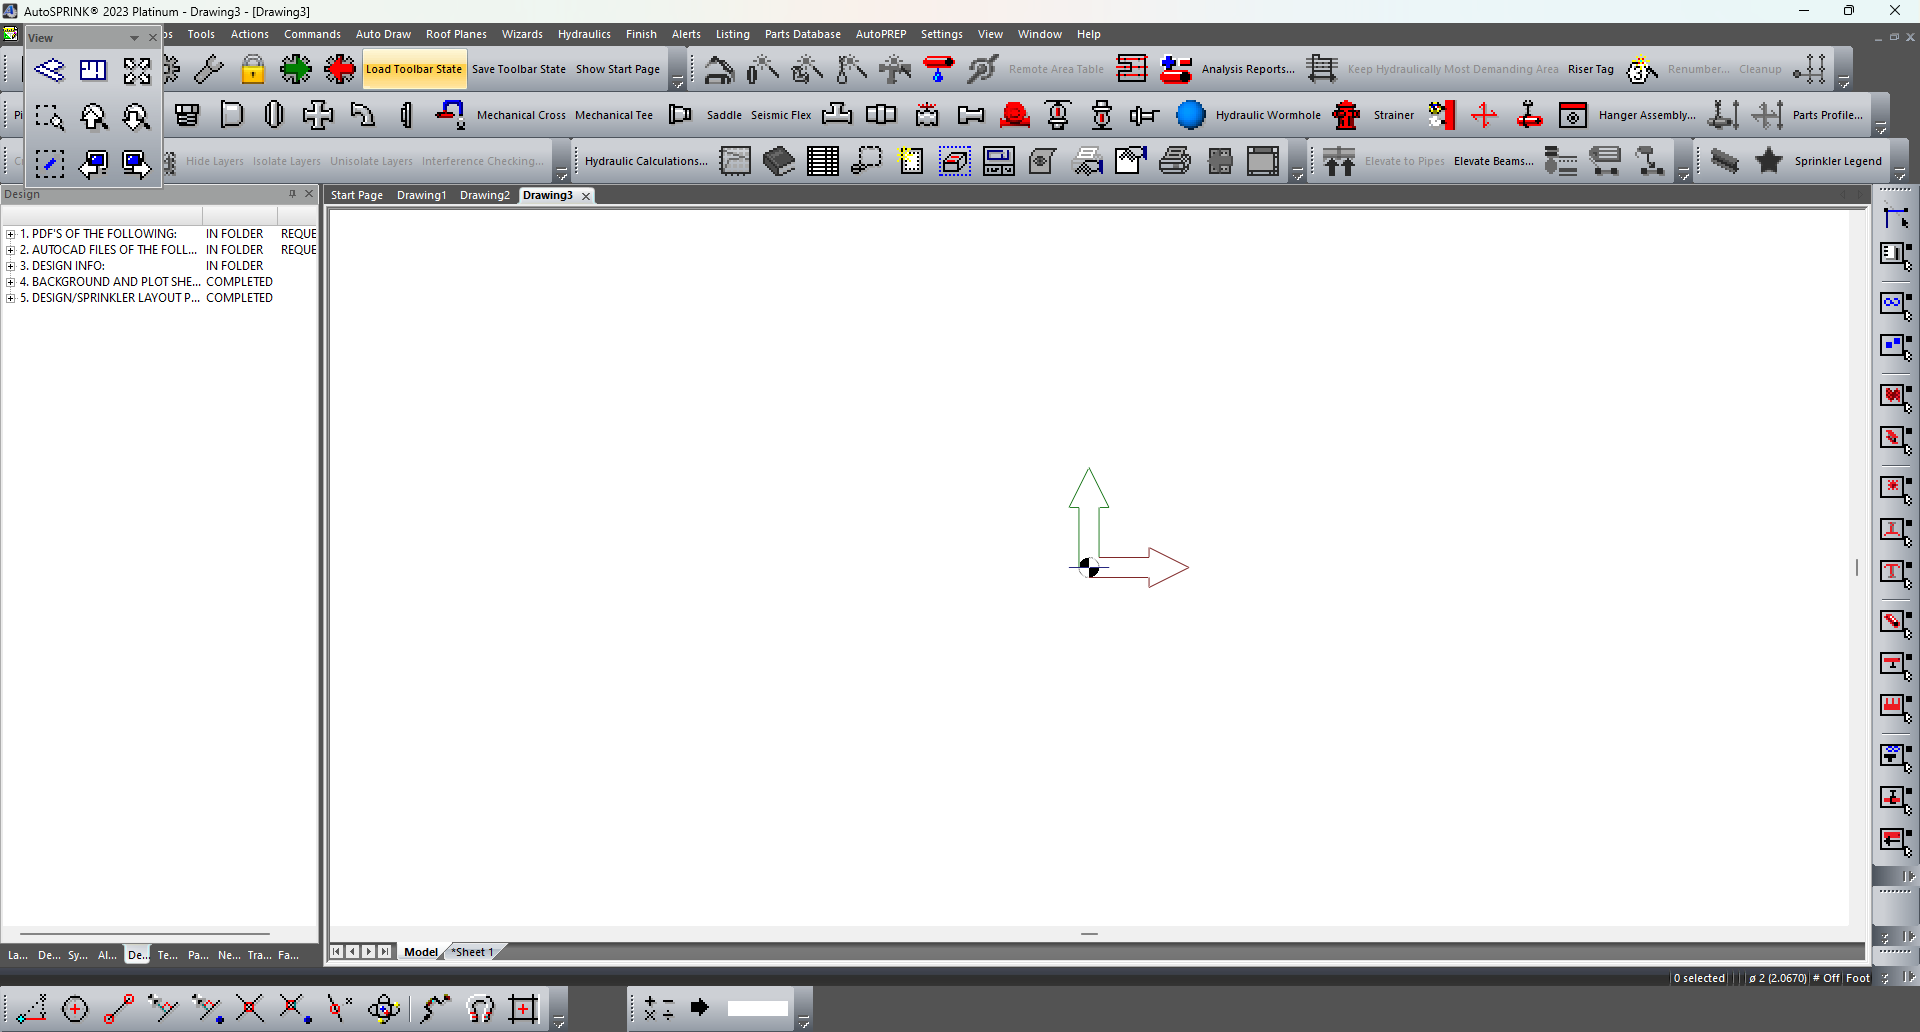 AutoSPRINK® 2023 Platinum - Drawing3 - [Drawing3]
View
Tools Actions Commands Auto Draw Roof Planes Wizards Hydraulics Finish Alerts Listing Parts Database AutoPREP Settings View Window Help
Load Toolbar State Save Toolbar State Show Start Page Remote Area Table Analysis Reports... Keep Hydraulically Most Demanding Area Riser Tag Renumber... Cleanup
Mechanical Cross Mechanical Tee Saddle Seismic Flex Hydraulic Wormhole Strainer Hanger Assembly... Parts Profile...
Hide Layers Isolate Layers Unisolate Layers Interference Checking... Hydraulic Calculations... Elevate to Pipes Elevate Beams... Sprinkler Legend
Design
Start Page Drawing1 Drawing2 Drawing3
1. PDF'S OF THE FOLLOWING: IN FOLDER REQUE
2. AUTOCAD FILES OF THE FOLL... IN FOLDER REQUE
3. DESIGN INFO: IN FOLDER
4. BACKGROUND AND PLOT SHE... COMPLETED
5. DESIGN/SPRINKLER LAYOUT P... COMPLETED
La... De... Sy... Al... De... Te... Pa... Ne... Tra... Fa...
Model *Sheet 1
0 selected ø 2 (2.0670) # Off Foot